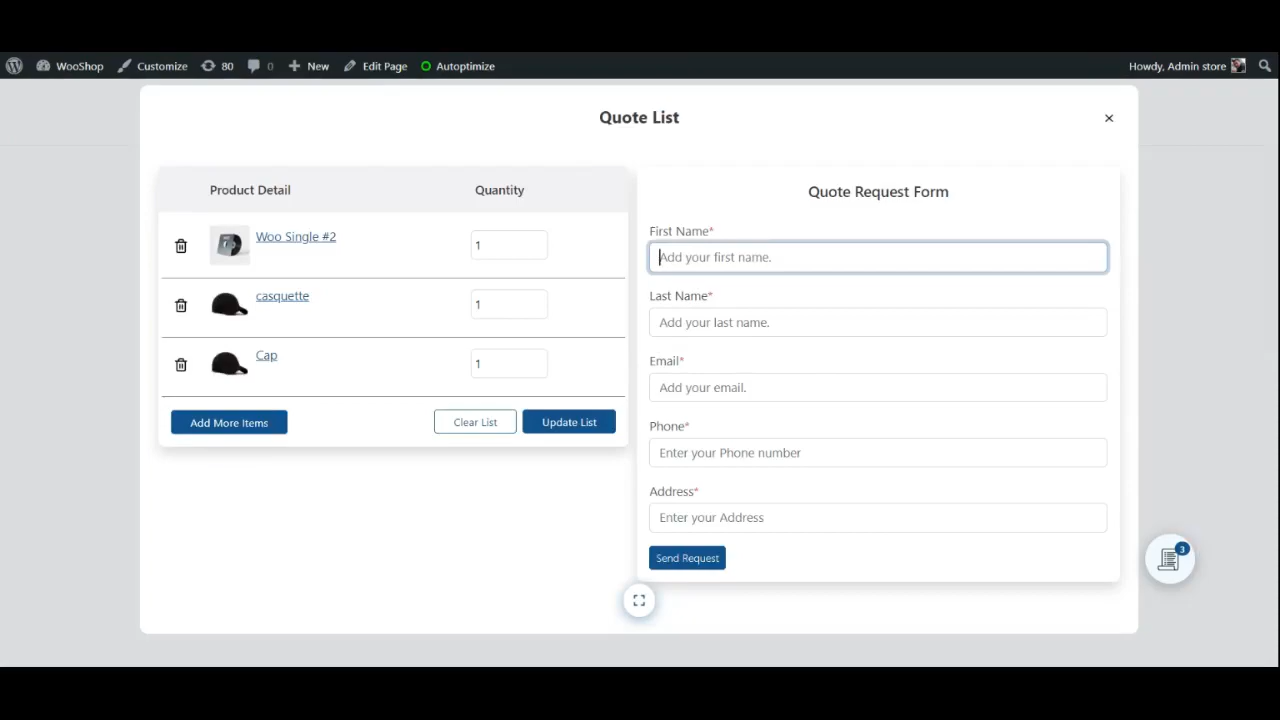 WooShop Customize 80 0 New Edit Page Autoptimize Howdy, Admin store
Quote List ×
Product Detail Quantity
Woo Single #2 1
casquette 1
Cap 1
Add More Items Clear List Update List
Quote Request Form
First Name*
Add your first name.
Last Name*
Add your last name.
Email*
Add your email.
Phone*
Enter your Phone number
Address*
Enter your Address
Send Request
3